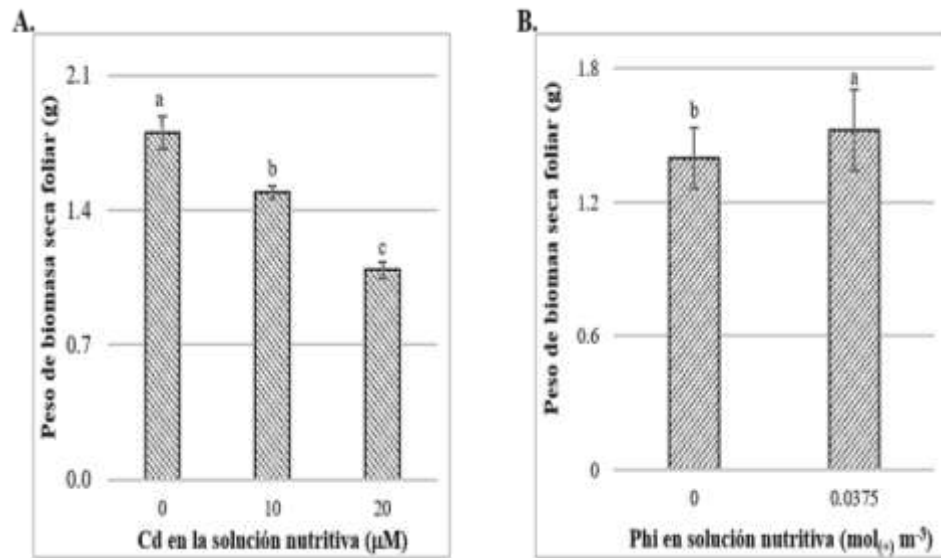 A.
Peso de biomasa seca foliar (g)
2.1
1.4
0.7
0.0
a
b
c
0 10 20
Cd en la solución nutritiva (µM)
B.
Peso de biomaa seca foliar (g)
1.8
1.2
0.6
0
b
a
0 0.0375
Phi en solución nutritiva (mol(+) m-3)